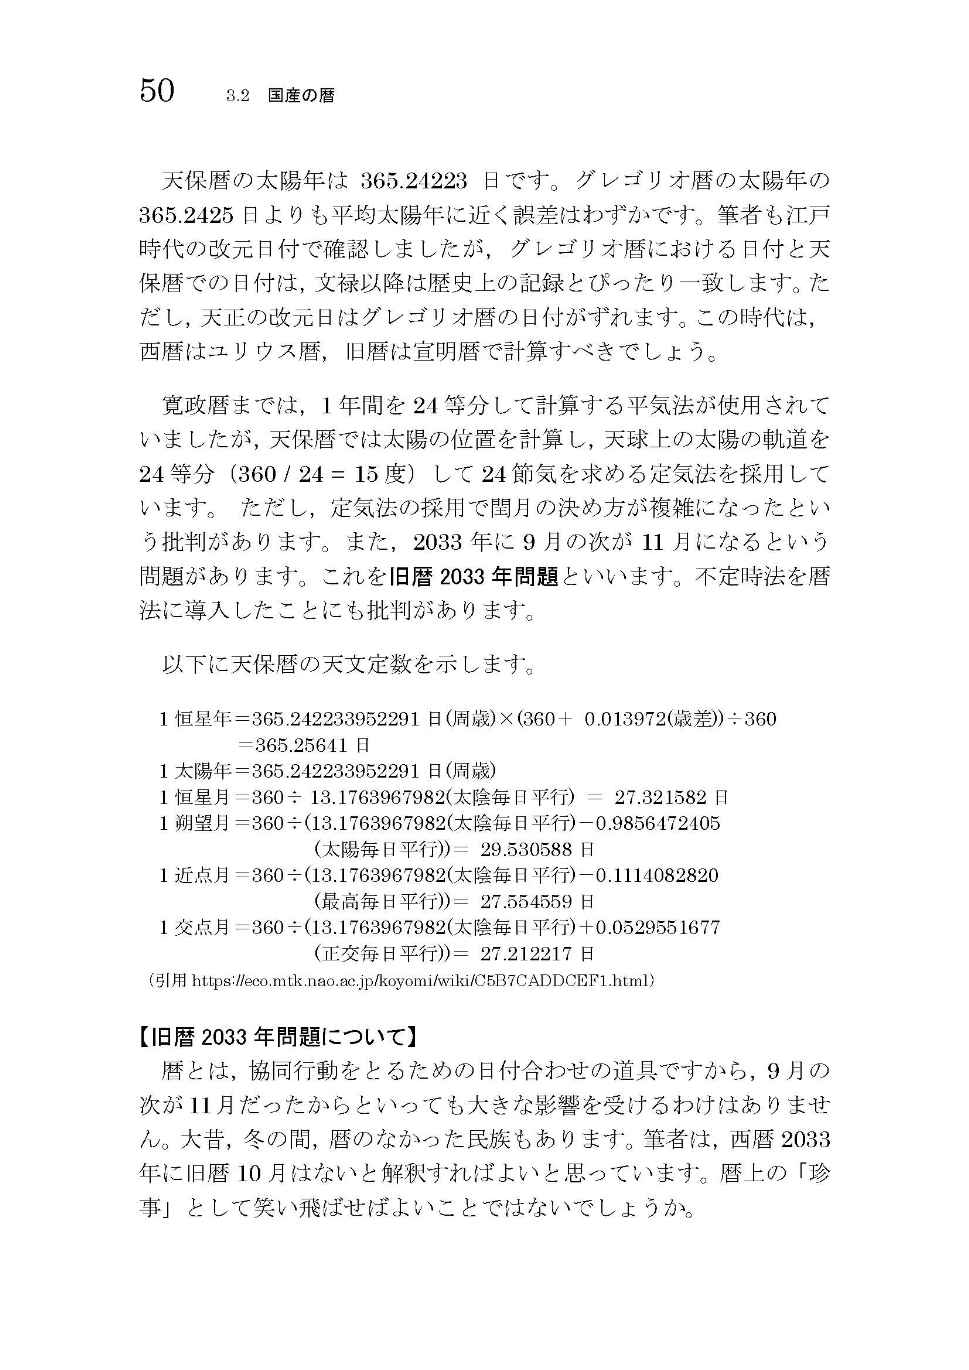 50 3.2 国産の暦
天保暦の太陽年は 365.24223 日です。グレゴリオ暦の太陽年の
365.2425 日よりも平均太陽年に近く誤差はわずかです。筆者も江戸
時代の改元日付で確認しましたが，グレゴリオ暦における日付と天
保暦での日付は，文禄以降は歴史上の記録とぴったり一致します。た
だし，天正の改元日はグレゴリオ暦の日付がずれます。この時代は，
西暦はユリウス暦，旧暦は宣明暦で計算すべきでしょう。
寛政暦までは，1 年間を 24 等分して計算する平気法が使用されて
いましたが，天保暦では太陽の位置を計算し，天球上の太陽の軌道を
24 等分（360 / 24 = 15 度）して 24 節気を求める定気法を採用して
います。 ただし，定気法の採用で閏月の決め方が複雑になったとい
う批判があります。また，2033 年に 9 月の次が 11 月になるという
問題があります。これを旧暦 2033 年問題といいます。不定時法を暦
法に導入したことにも批判があります。
以下に天保暦の天文定数を示します。
1 恒星年＝365.242233952291 日(周歳)×(360＋ 0.013972(歳差))÷360
＝365.25641 日
1 太陽年＝365.242233952291 日(周歳)
1 恒星月＝360÷ 13.1763967982(太陰毎日平行) ＝ 27.321582 日
1 朔望月＝360÷(13.1763967982(太陰毎日平行)－0.9856472405
(太陽毎日平行))＝ 29.530588 日
1 近点月＝360÷(13.1763967982(太陰毎日平行)－0.1114082820
(最高毎日平行))＝ 27.554559 日
1 交点月＝360÷(13.1763967982(太陰毎日平行)＋0.0529551677
(正交毎日平行))＝ 27.212217 日
（引用 https://eco.mtk.nao.ac.jp/koyomi/wiki/C5B7CADDCEF1.html）
【旧暦 2033 年問題について】
暦とは，協同行動をとるための日付合わせの道具ですから，9 月の
次が 11 月だったからといっても大きな影響を受けるわけはありませ
ん。大昔，冬の間，暦のなかった民族もあります。筆者は，西暦 2033
年に旧暦 10 月はないと解釈すればよいと思っています。暦上の「珍
事」として笑い飛ばせばよいことではないでしょうか。